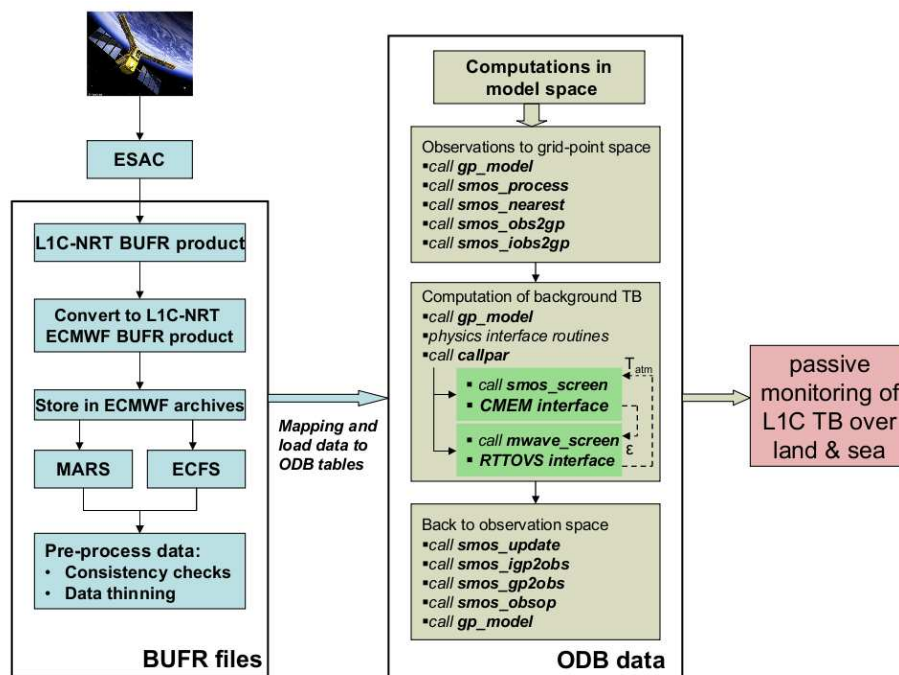 ESAC
L1C-NRT BUFR product
Convert to L1C-NRT
ECMWF BUFR product
Store in ECMWF archives
MARS
ECFS
Pre-process data:
• Consistency checks
• Data thinning
BUFR files
Mapping and
load data to
ODB tables
Computations in
model space
Observations to grid-point space
▪call gp_model
▪call smos_process
▪call smos_nearest
▪call smos_obs2gp
▪call smos_iobs2gp
Computation of background TB
▪call gp_model
▪physics interface routines
▪call callpar
Tatm
▪ call smos_screen
▪ CMEM interface
▪ call mwave_screen
▪ RTTOVS interface
ε
Back to observation space
▪call smos_update
▪call smos_igp2obs
▪call smos_gp2obs
▪call smos_obsop
▪call gp_model
ODB data
passive
monitoring of
L1C TB over
land & sea